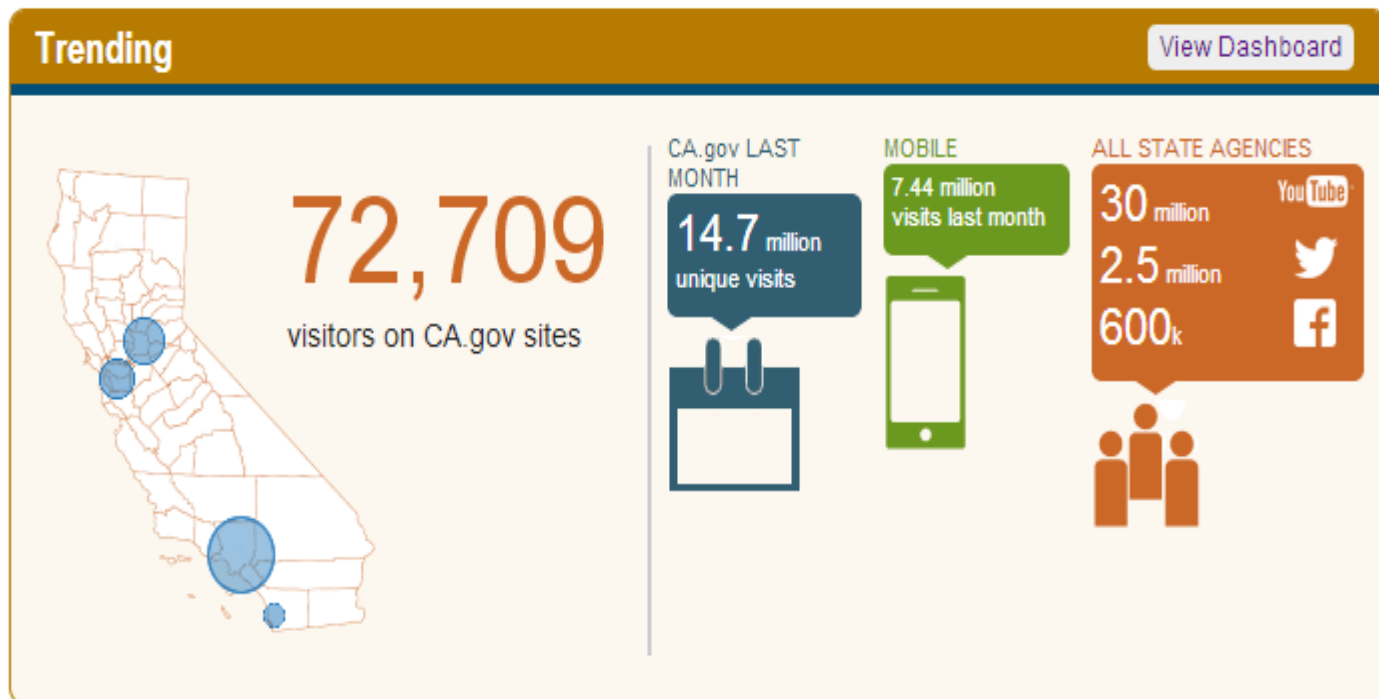 Trending
View Dashboard
72,709
visitors on CA.gov sites
CA.gov LAST
MONTH
14.7 million
unique visits
MOBILE
7.44 million
visits last month
ALL STATE AGENCIES
30 million
YouTube
2.5 million
600k